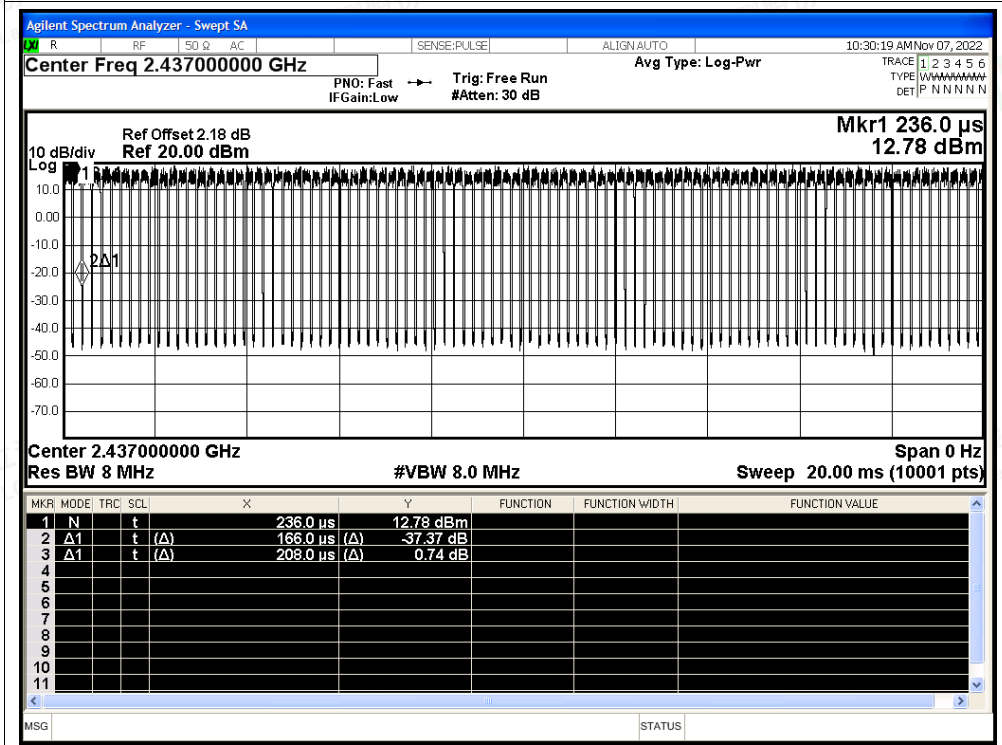 Agilent Spectrum Analyzer - Swept SA
LXI R RF 50 Ω AC SENSE:PULSE ALIGN AUTO 10:30:19 AM Nov 07, 2022
Center Freq 2.437000000 GHz
PNO: Fast
IFGain:Low
Trig: Free Run
#Atten: 30 dB
Avg Type: Log-Pwr
TRACE 1 2 3 4 5 6
TYPE W
DET P N N N N N
Ref Offset 2.18 dB
10 dB/div Ref 20.00 dBm
Mkr1 236.0 µs
12.78 dBm
Log
1
10.0
0.00
-10.0
2Δ1
-20.0
-30.0
-40.0
-50.0
-60.0
-70.0
Center 2.437000000 GHz Span 0 Hz
Res BW 8 MHz #VBW 8.0 MHz Sweep 20.00 ms (10001 pts)
MKR MODE TRC SCL X Y FUNCTION FUNCTION WIDTH FUNCTION VALUE
1 N t 236.0 µs 12.78 dBm
2 Δ1 t (Δ) 166.0 µs (Δ) -37.37 dB
3 Δ1 t (Δ) 208.0 µs (Δ) 0.74 dB
4
5
6
7
8
9
10
11
MSG STATUS